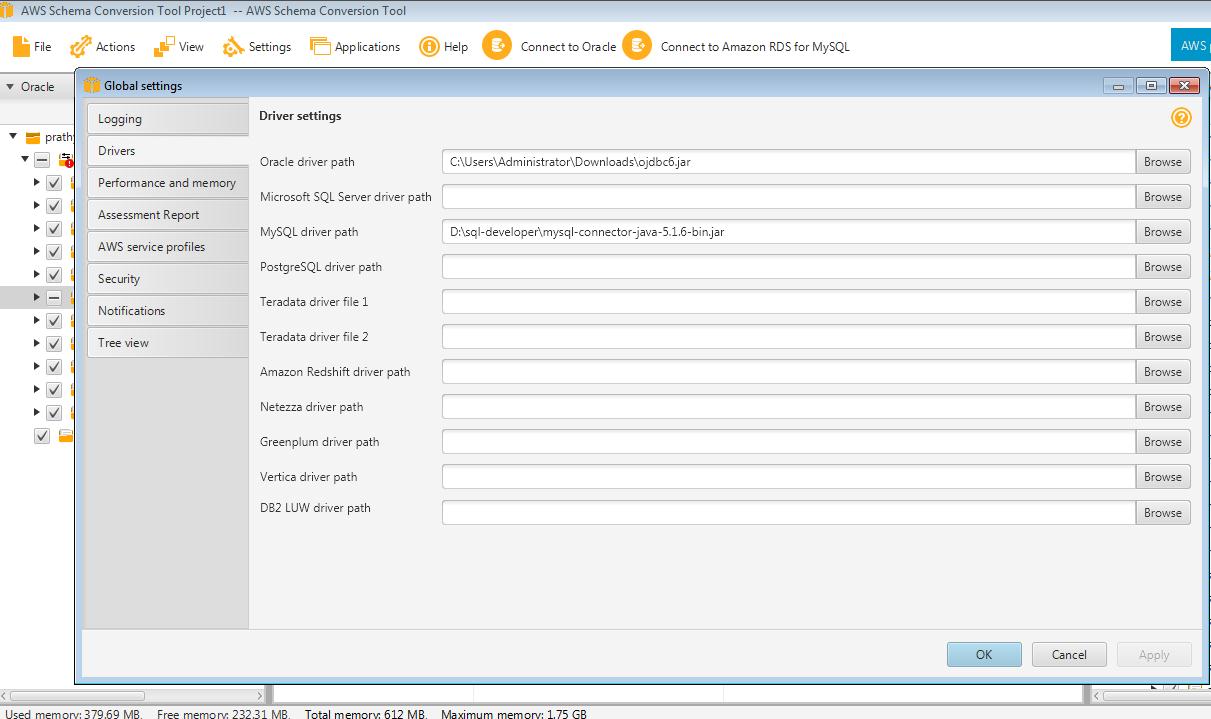 AWS Schema Conversion Tool Project1 -- AWS Schema Conversion Tool
File Actions View Settings Applications Help Connect to Oracle Connect to Amazon RDS for MySQL AWS
Oracle
Global settings
Logging
Drivers
Performance and memory
Assessment Report
AWS service profiles
Security
Notifications
Tree view
Driver settings
Oracle driver path C:\Users\Administrator\Downloads\ojdbc6.jar Browse
Microsoft SQL Server driver path Browse
MySQL driver path D:\sql-developer\mysql-connector-java-5.1.6-bin.jar Browse
PostgreSQL driver path Browse
Teradata driver file 1 Browse
Teradata driver file 2 Browse
Amazon Redshift driver path Browse
Netezza driver path Browse
Greenplum driver path Browse
Vertica driver path Browse
DB2 LUW driver path Browse
OK Cancel Apply
Used memory: 379.69 MB. Free memory: 232.31 MB. Total memory: 612 MB. Maximum memory: 1.75 GB